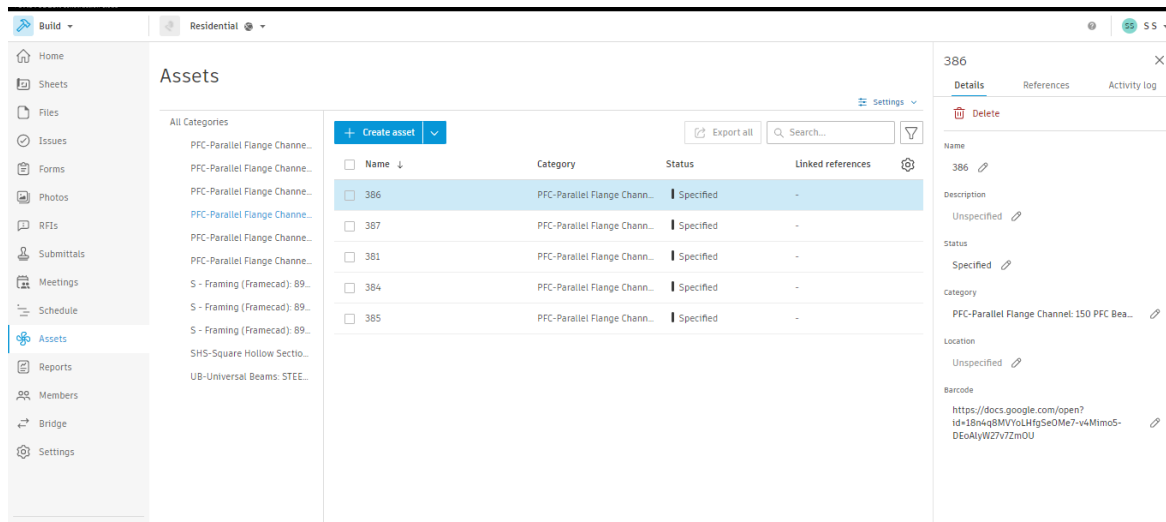 Build
Residential
SS S S
Home
Sheets
Files
Issues
Forms
Photos
RFIs
Submittals
Meetings
Schedule
Assets
Reports
Members
Bridge
Settings
Assets
Settings
All Categories
PFC-Parallel Flange Channe...
PFC-Parallel Flange Channe...
PFC-Parallel Flange Channe...
PFC-Parallel Flange Channe...
PFC-Parallel Flange Channe...
PFC-Parallel Flange Channe...
S - Framing (Framecad): 89...
S - Framing (Framecad): 89...
S - Framing (Framecad): 89...
SHS-Square Hollow Sectio...
UB-Universal Beams: STEE...
+ Create asset
Export all
Search...
Name ↓ Category Status Linked references
386 PFC-Parallel Flange Chann... Specified -
387 PFC-Parallel Flange Chann... Specified -
381 PFC-Parallel Flange Chann... Specified -
384 PFC-Parallel Flange Chann... Specified -
385 PFC-Parallel Flange Chann... Specified -
386
Details References Activity log
Delete
Name
386
Description
Unspecified
Status
Specified
Category
PFC-Parallel Flange Channel: 150 PFC Bea...
Location
Unspecified
Barcode
https://docs.google.com/open?
id=18n4q8MVYoLHfgSeOMe7-v4Mimo5-
DEoAlyW27v7ZmOU